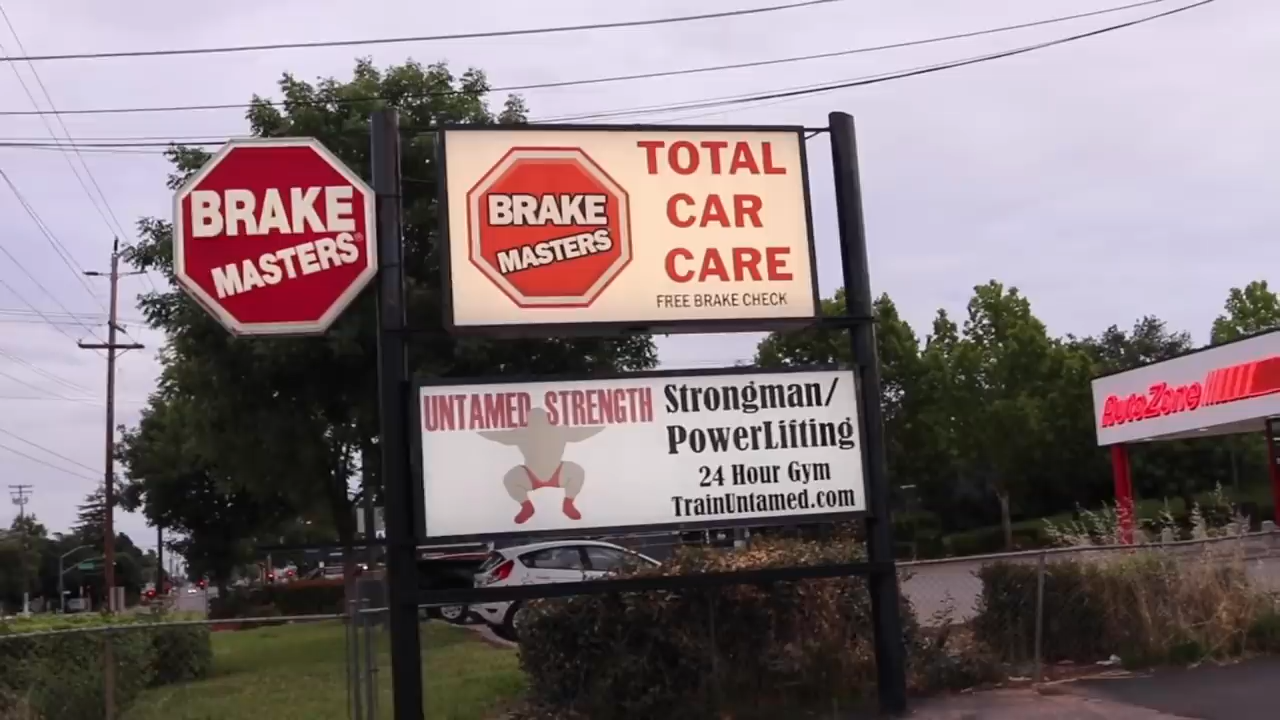 BRAKE
MASTERS®
BRAKE
MASTERS
TOTAL
CAR
CARE
FREE BRAKE CHECK
UNTAMED STRENGTH
Strongman/
PowerLifting
24 Hour Gym
TrainUntamed.com
AutoZone